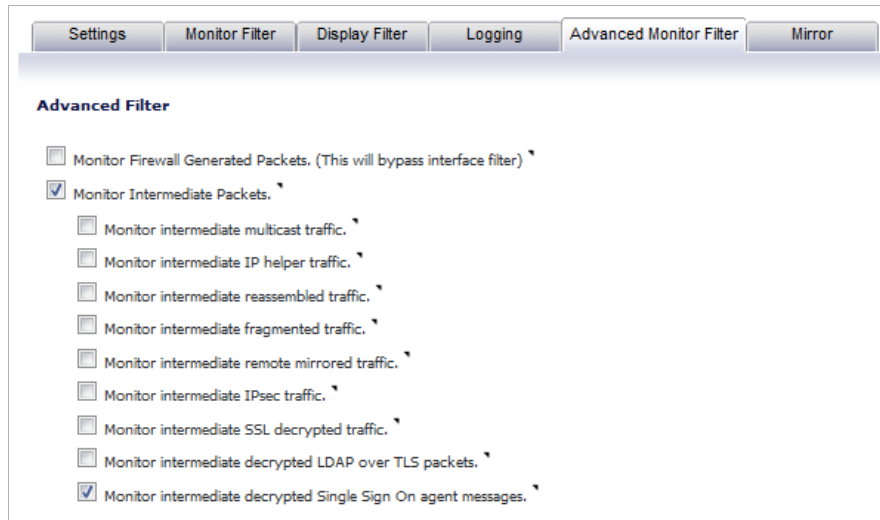 Settings Monitor Filter Display Filter Logging Advanced Monitor Filter Mirror
Advanced Filter
Monitor Firewall Generated Packets. (This will bypass interface filter)
Monitor Intermediate Packets.
Monitor intermediate multicast traffic.
Monitor intermediate IP helper traffic.
Monitor intermediate reassembled traffic.
Monitor intermediate fragmented traffic.
Monitor intermediate remote mirrored traffic.
Monitor intermediate IPsec traffic.
Monitor intermediate SSL decrypted traffic.
Monitor intermediate decrypted LDAP over TLS packets.
Monitor intermediate decrypted Single Sign On agent messages.